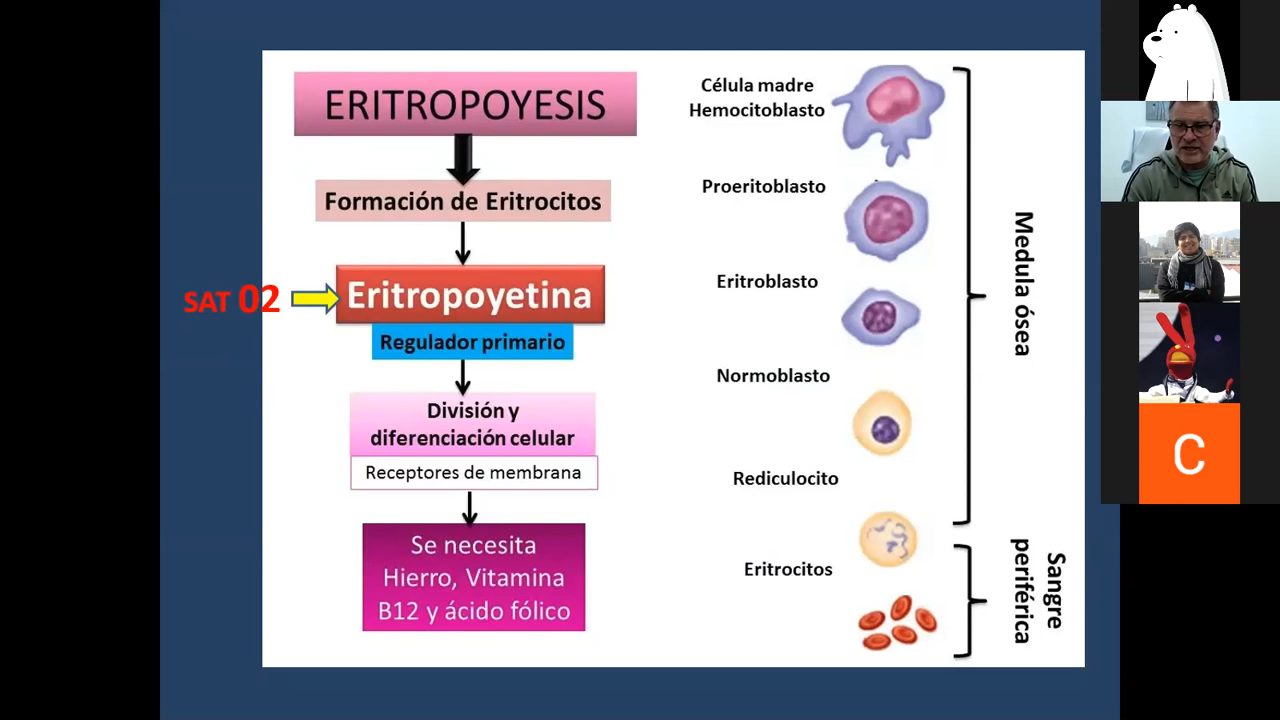 ERITROPOYESIS
Formación de Eritrocitos
SAT 02
Eritropoyetina
Regulador primario
División y
diferenciación celular
Receptores de membrana
Se necesita
Hierro, Vitamina
B12 y ácido fólico
Célula madre
Hemocitoblasto
Proeritoblasto
Eritroblasto
Normoblasto
Rediculocito
Eritrocitos
Medula ósea
Sangre
periférica
C